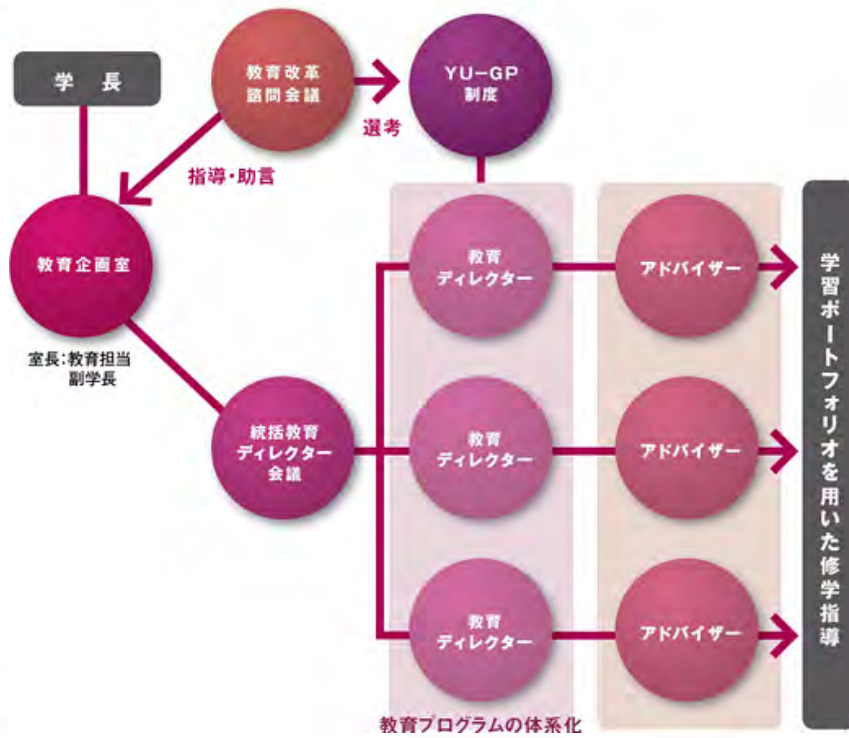 学 長
教育改革
諮問会議
YU-GP
制度
選考
指導・助言
教育企画室
室長:教育担当
副学長
統括教育
ディレクター
会議
教育
ディレクター
アドバイザー
教育
ディレクター
アドバイザー
教育
ディレクター
アドバイザー
学習ポートフォリオを用いた修学指導
教育プログラムの体系化